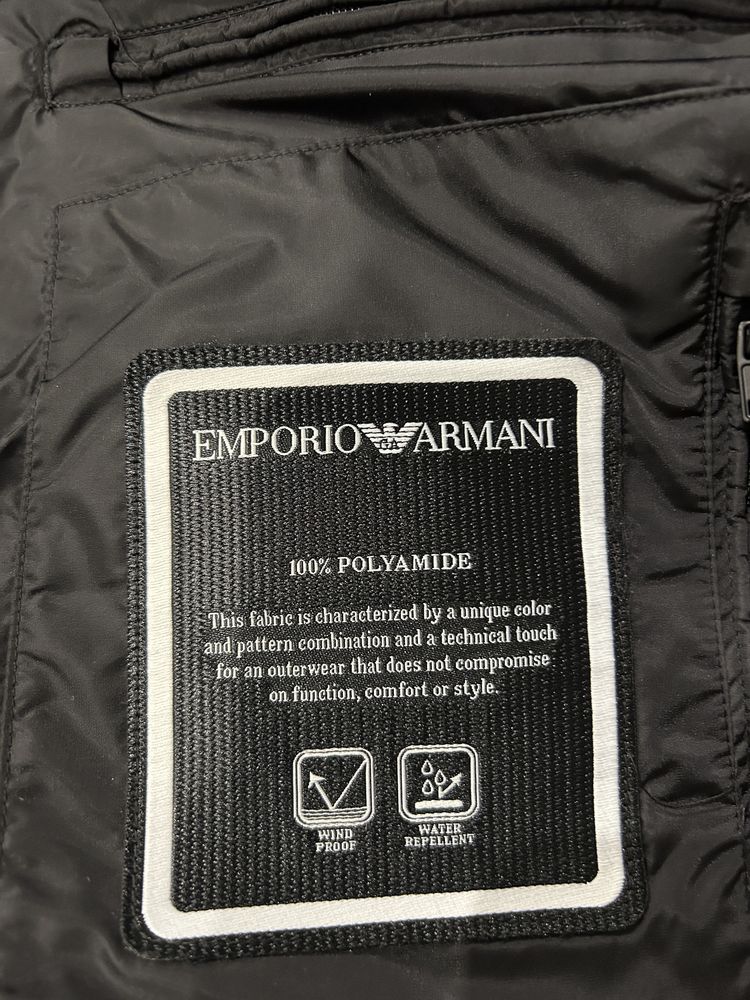 EMPORIO ARMANI
GA
100% POLYAMIDE
This fabric is characterized by a unique color
and pattern combination and a technical touch
for an outerwear that does not compromise
on function, comfort or style.
WIND
PROOF
WATER
REPELLENT